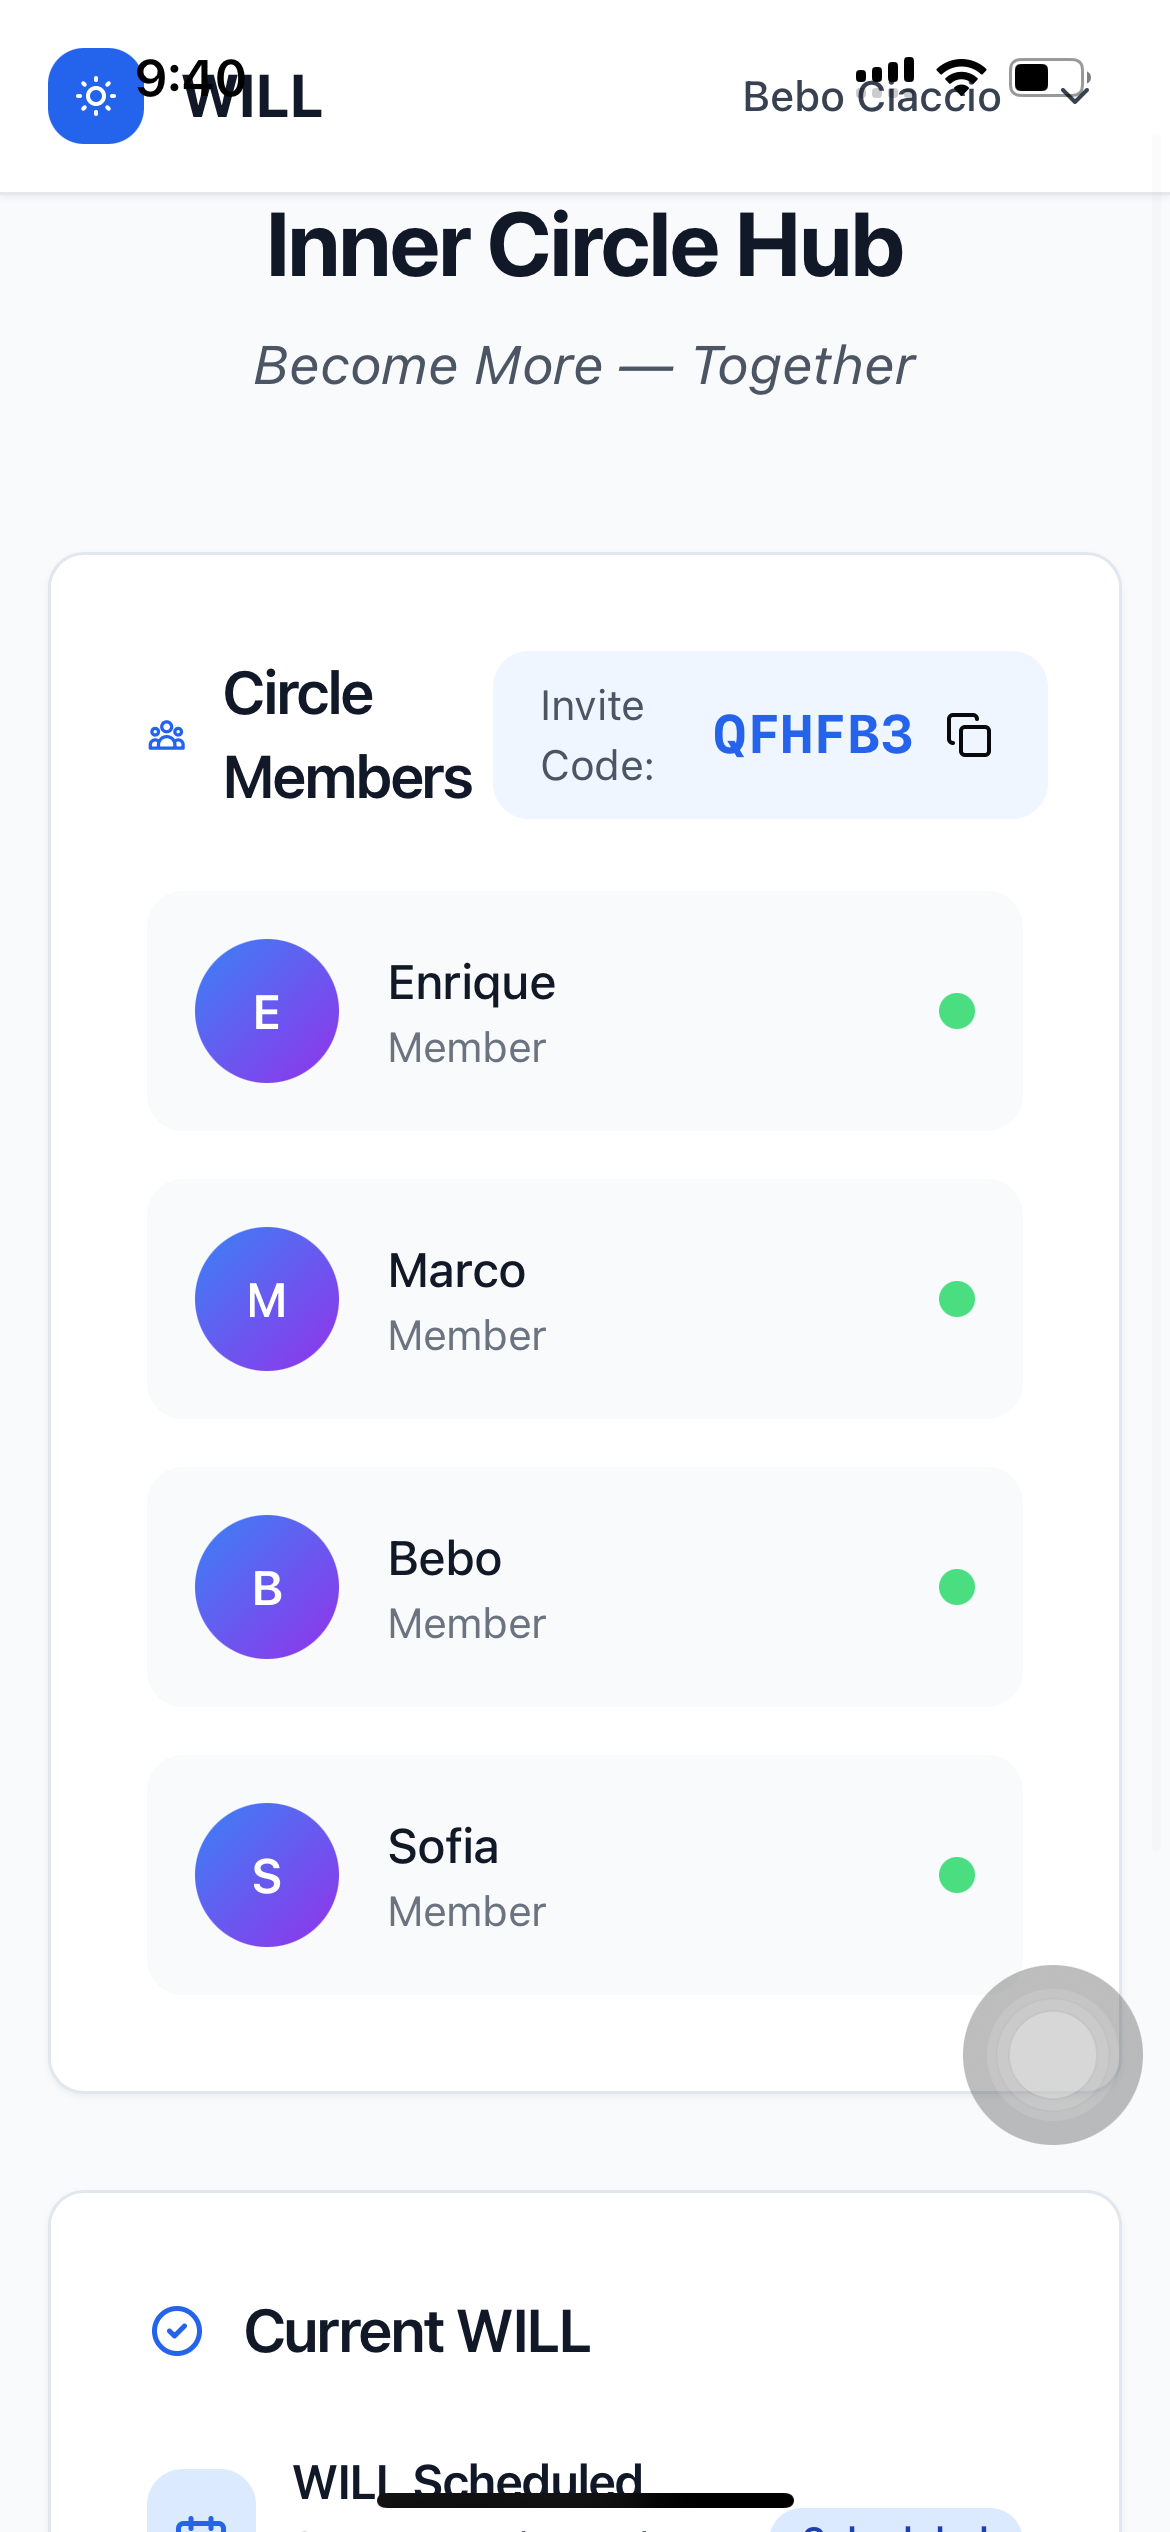 9:40
WILL
Bebo Ciaccio
Inner Circle Hub
Become More — Together
Circle
Members
Invite
Code:
QFHFB3
E
Enrique
Member
M
Marco
Member
B
Bebo
Member
S
Sofia
Member
Current WILL
WILL Scheduled